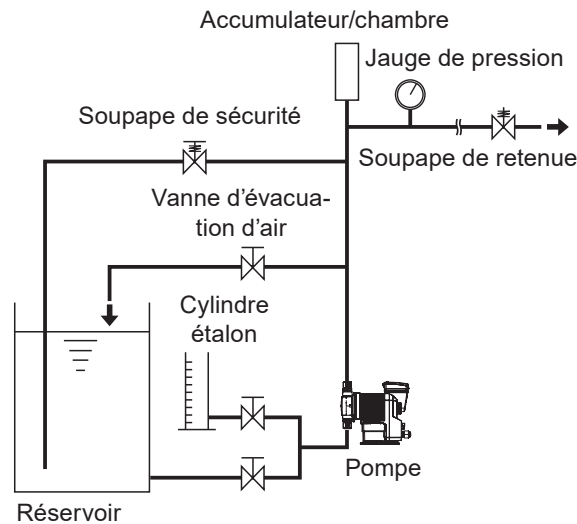 Accumulateur/chambre
Jauge de pression
Soupape de sécurité
Soupape de retenue
Vanne d'évacua-
tion d'air
Cylindre
étalon
Pompe
Réservoir